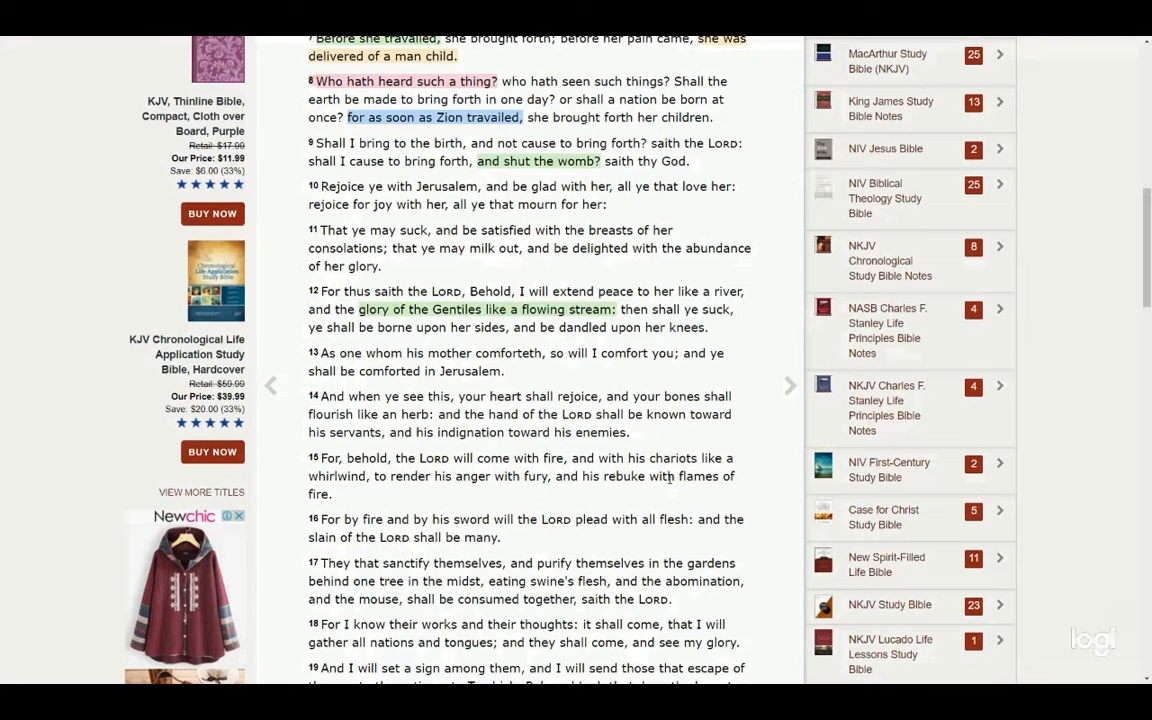 KJV, Thinline Bible,
Compact, Cloth over
Board, Purple
Retail: $17.99
Our Price: $11.99
Save: $6.00 (33%)
BUY NOW
KJV Chronological Life
Application Study
Bible, Hardcover
Retail: $59.99
Our Price: $39.99
Save: $20.00 (33%)
BUY NOW
VIEW MORE TITLES
Newchic
7 Before she travailed, she brought forth; before her pain came, she was
delivered of a man child.
8 Who hath heard such a thing? who hath seen such things? Shall the
earth be made to bring forth in one day? or shall a nation be born at
once? for as soon as Zion travailed, she brought forth her children.
9 Shall I bring to the birth, and not cause to bring forth? saith the LORD:
shall I cause to bring forth, and shut the womb? saith thy God.
10 Rejoice ye with Jerusalem, and be glad with her, all ye that love her:
rejoice for joy with her, all ye that mourn for her:
11 That ye may suck, and be satisfied with the breasts of her
consolations; that ye may milk out, and be delighted with the abundance
of her glory.
12 For thus saith the LORD, Behold, I will extend peace to her like a river,
and the glory of the Gentiles like a flowing stream: then shall ye suck,
ye shall be borne upon her sides, and be dandled upon her knees.
13 As one whom his mother comforteth, so will I comfort you; and ye
shall be comforted in Jerusalem.
14 And when ye see this, your heart shall rejoice, and your bones shall
flourish like an herb: and the hand of the LORD shall be known toward
his servants, and his indignation toward his enemies.
15 For, behold, the LORD will come with fire, and with his chariots like a
whirlwind, to render his anger with fury, and his rebuke with flames of
fire.
16 For by fire and by his sword will the LORD plead with all flesh: and the
slain of the LORD shall be many.
17 They that sanctify themselves, and purify themselves in the gardens
behind one tree in the midst, eating swine's flesh, and the abomination,
and the mouse, shall be consumed together, saith the LORD.
18 For I know their works and their thoughts: it shall come, that I will
gather all nations and tongues; and they shall come, and see my glory.
19 And I will set a sign among them, and I will send those that escape of
MacArthur Study
Bible (NKJV)
25
King James Study
Bible Notes
13
NIV Jesus Bible
2
NIV Biblical
Theology Study
Bible
25
NKJV
Chronological
Study Bible Notes
8
NASB Charles F.
Stanley Life
Principles Bible
Notes
4
NKJV Charles F.
Stanley Life
Principles Bible
Notes
4
NIV First-Century
Study Bible
2
Case for Christ
Study Bible
5
New Spirit-Filled
Life Bible
11
NKJV Study Bible
23
NKJV Lucado Life
Lessons Study
Bible
1
logi